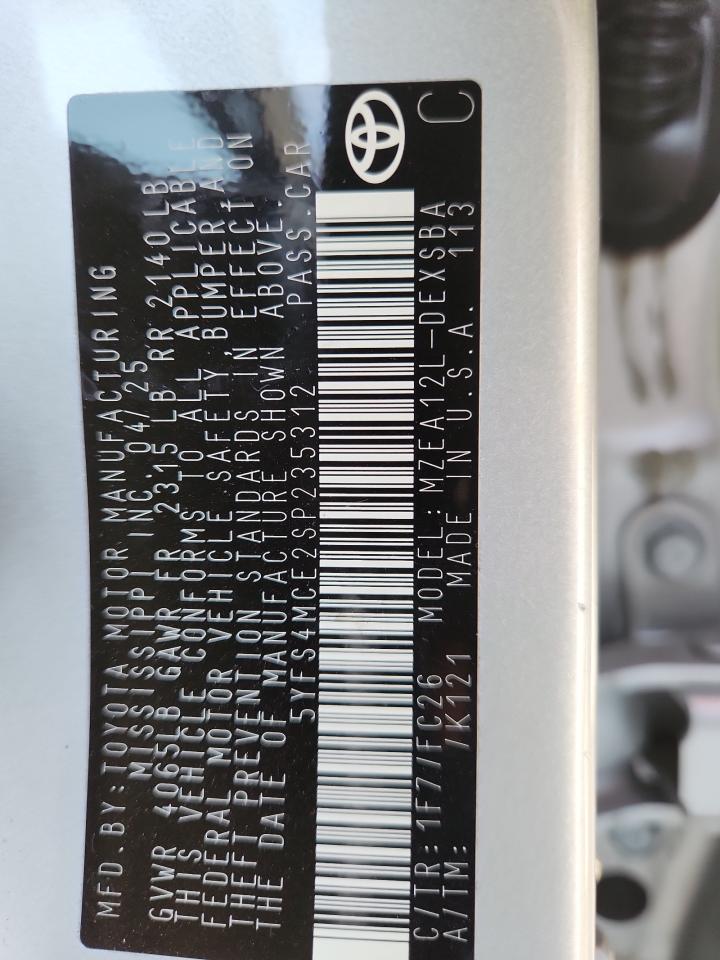 MFD.BY:TOYOTA MOTOR MANUFACTURING
MISSISSIPPI INC.04/25
GVWR 4065LB GAWR FR 2315 LB RR 2140LB
THIS VEHICLE CONFORMS TO ALL APPLICABLE
FEDERAL MOTOR VEHICLE SAFETY,BUMPER,AND
THEFT PREVENTION STANDARDS IN EFFECT ON
THE DATE OF MANUFACTURE SHOWN ABOVE.
5YFS4MCE2SP235312 PASS.CAR
C/TR:1F7/FC26 MODEL:MZEA12L-DEXSBA
A/TM: /K121 MADE IN U.S.A. 113
C